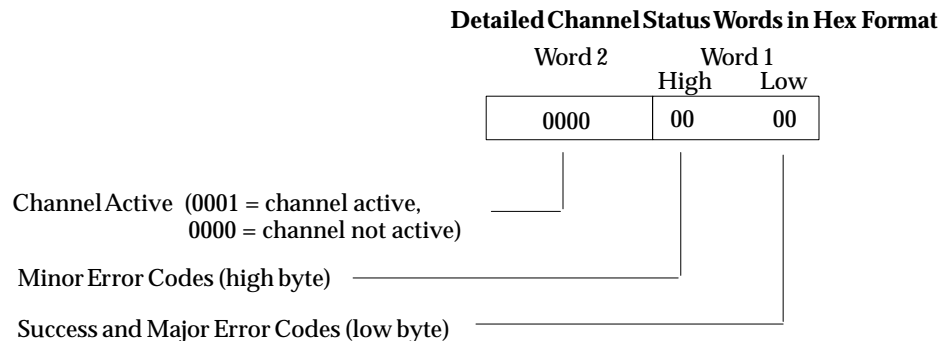 Detailed Channel Status Words in Hex Format
Word 2 Word 1
High Low
0000 00 00
Channel Active (0001 = channel active,
0000 = channel not active)
Minor Error Codes (high byte)
Success and Major Error Codes (low byte)